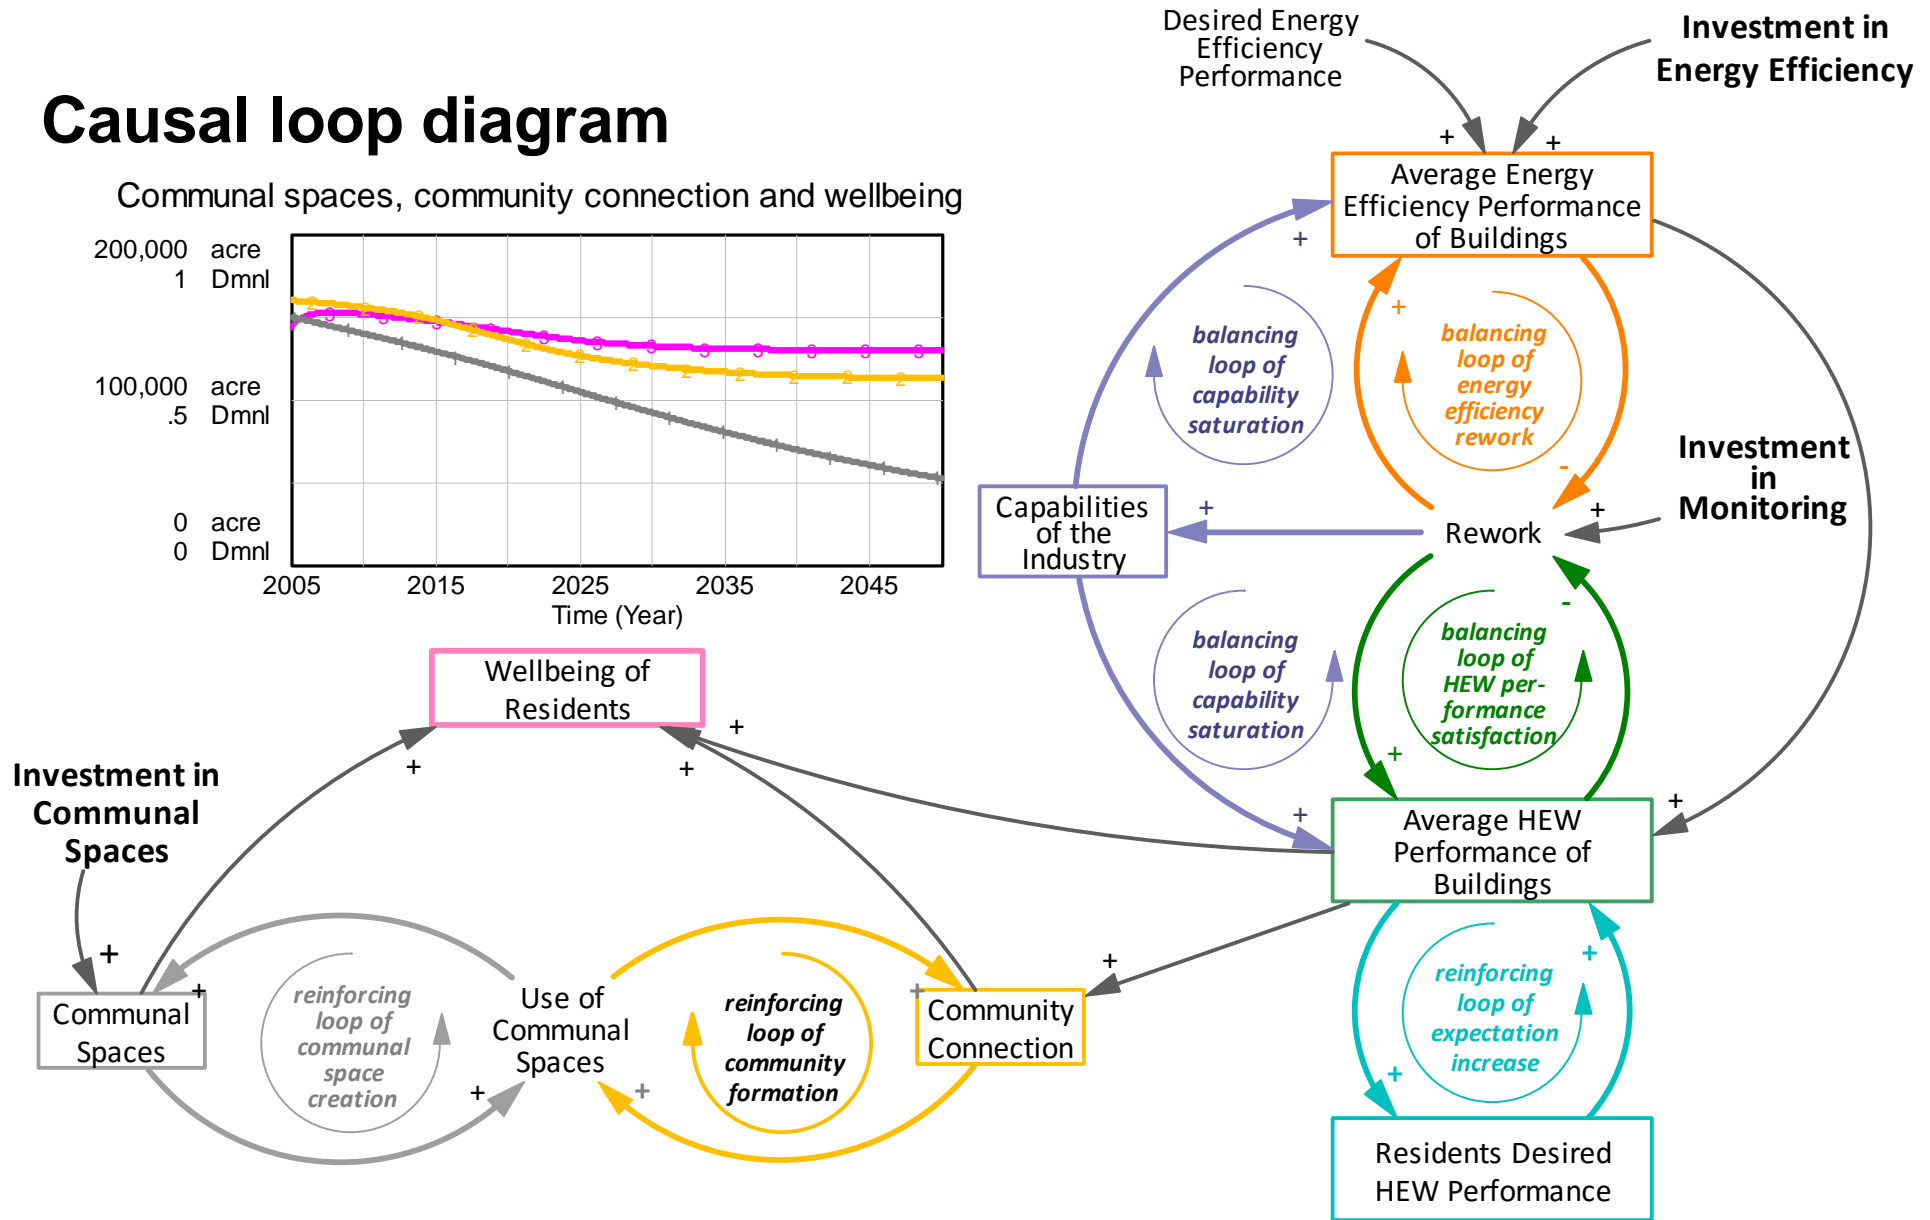 Causal loop diagram
Communal spaces, community connection and wellbeing
200,000 acre
1 Dmnl
100,000 acre
.5 Dmnl
0 acre
0 Dmnl
2005 2015 2025 2035 2045
Time (Year)
Desired Energy
Efficiency
Performance
Investment in
Energy Efficiency
+ +
Average Energy
Efficiency Performance
of Buildings
+
+
balancing
loop of
capability
saturation
balancing
loop of
energy
efficiency
rework
-
Investment
in
Monitoring
+
Capabilities
of the
Industry
+
Rework
-
balancing
loop of
capability
saturation
balancing
loop of
HEW per-
formance
satisfaction
+
+
+
Average HEW
Performance of
Buildings
Wellbeing of
Residents
+
+
+
Investment in
Communal
Spaces
+
+
Communal
Spaces
reinforcing
loop of
communal
space
creation
+
Use of
Communal
Spaces
+
reinforcing
loop of
community
formation
+
+
Community
Connection
+
reinforcing
loop of
expectation
increase
+
Residents Desired
HEW Performance